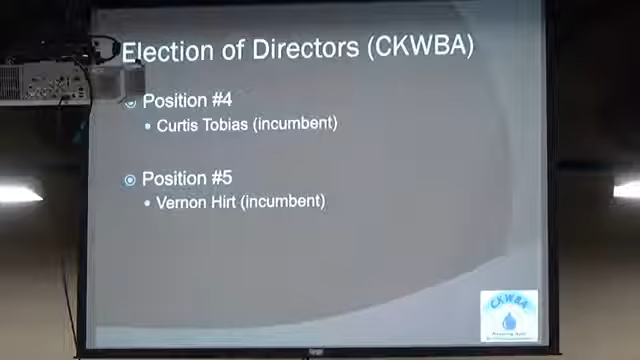 Election of Directors (CKWBA)
Position #4
Curtis Tobias (incumbent)
Position #5
Vernon Hirt (incumbent)
CKWBA